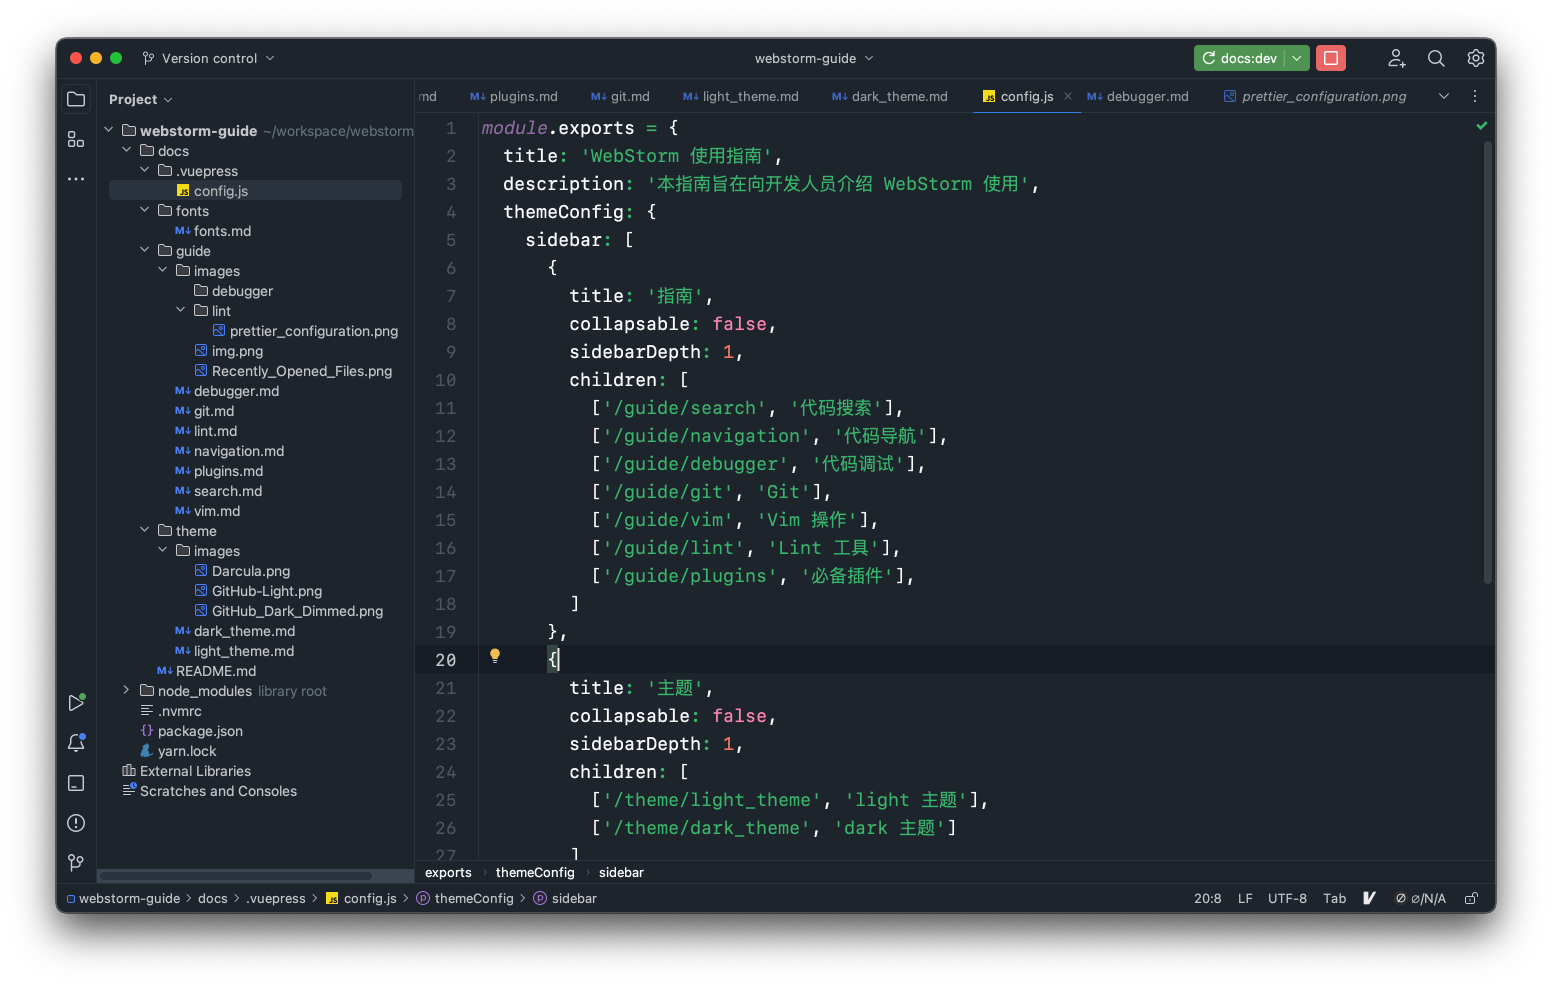 Version control
webstorm-guide
docs:dev
Project
md
plugins.md
git.md
light_theme.md
dark_theme.md
config.js
debugger.md
prettier_configuration.png
webstorm-guide ~/workspace/webstorm
docs
.vuepress
config.js
fonts
fonts.md
guide
images
debugger
lint
prettier_configuration.png
img.png
Recently_Opened_Files.png
debugger.md
git.md
lint.md
navigation.md
plugins.md
search.md
vim.md
theme
images
Darcula.png
GitHub-Light.png
GitHub_Dark_Dimmed.png
dark_theme.md
light_theme.md
README.md
node_modules library root
.nvmrc
package.json
yarn.lock
External Libraries
Scratches and Consoles
1 module.exports = {
2 title: 'WebStorm 使用指南',
3 description: '本指南旨在向开发人员介绍 WebStorm 使用',
4 themeConfig: {
5 sidebar: [
6 {
7 title: '指南',
8 collapsable: false,
9 sidebarDepth: 1,
10 children: [
11 ['/guide/search', '代码搜索'],
12 ['/guide/navigation', '代码导航'],
13 ['/guide/debugger', '代码调试'],
14 ['/guide/git', 'Git'],
15 ['/guide/vim', 'Vim 操作'],
16 ['/guide/lint', 'Lint 工具'],
17 ['/guide/plugins', '必备插件'],
18 ]
19 },
20 {
21 title: '主题',
22 collapsable: false,
23 sidebarDepth: 1,
24 children: [
25 ['/theme/light_theme', 'light 主题'],
26 ['/theme/dark_theme', 'dark 主题']
27 ]
exports > themeConfig > sidebar
webstorm-guide > docs > .vuepress > config.js > themeConfig > sidebar
20:8 LF UTF-8 Tab ∅/N/A